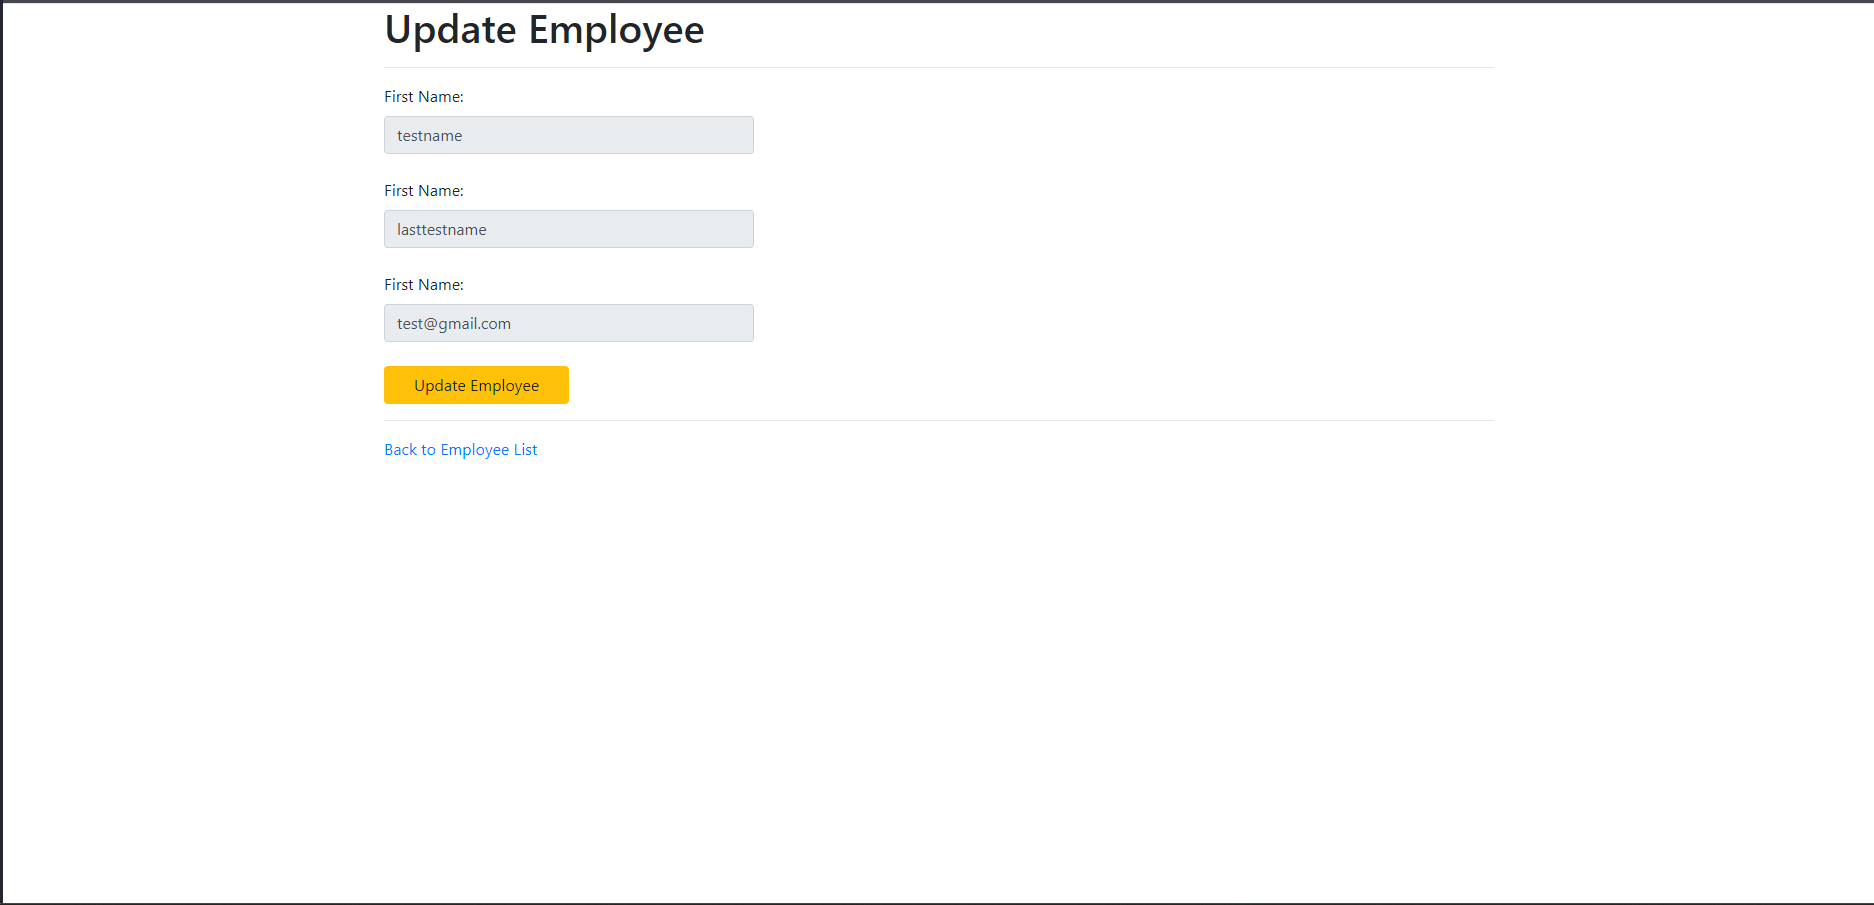 Update Employee
First Name:
testname
First Name:
lasttestname
First Name:
test@gmail.com
Update Employee
Back to Employee List